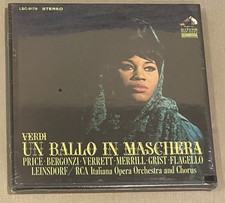 LSC-6179 STEREO
VERDI
UN BALLO IN MASCHERA
PRICE·BERGONZI·VERRETT·MERRILL·GRIST·FLAGELLO
LEINSDORF/RCA Italiana Opera Orchestra and Chorus